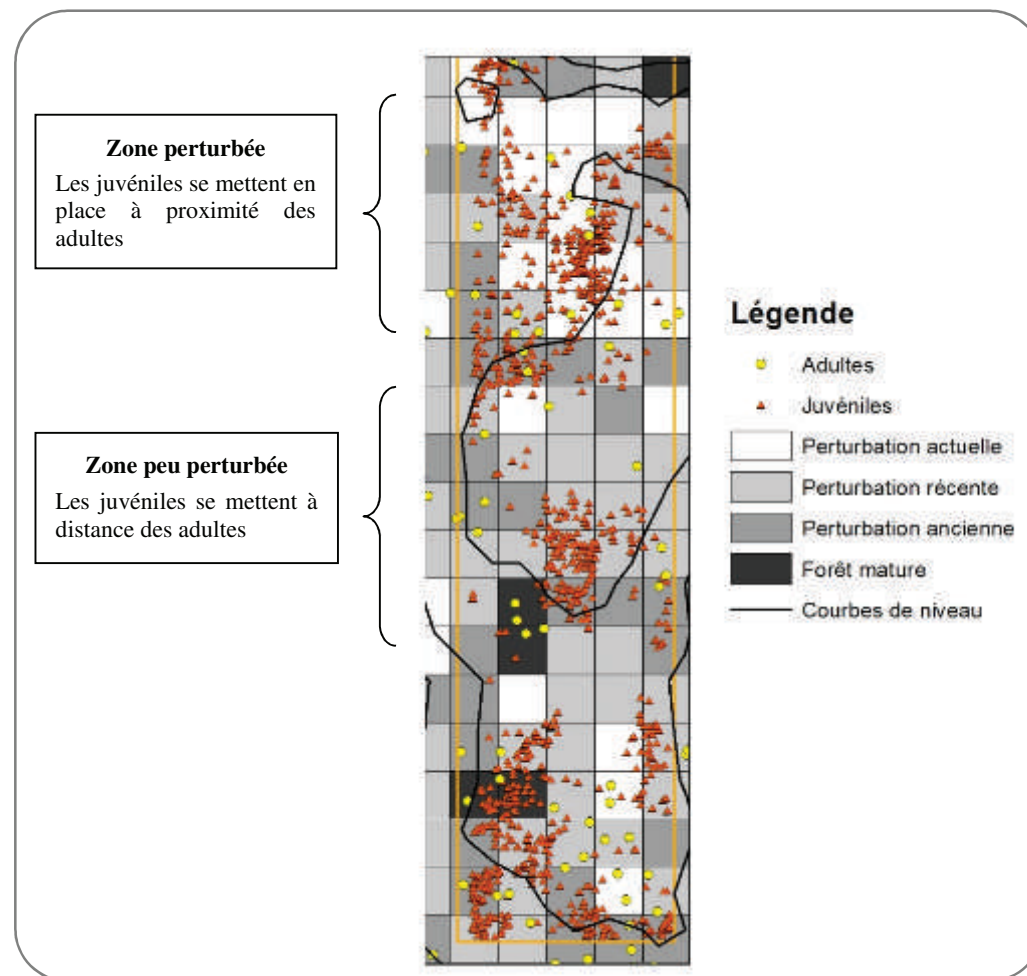 Zone perturbée
Les juvéniles se mettent en
place à proximité des
adultes
Zone peu perturbée
Les juvéniles se mettent à
distance des adultes
Légende
Adultes
Juvéniles
Perturbation actuelle
Perturbation récente
Perturbation ancienne
Forêt mature
Courbes de niveau